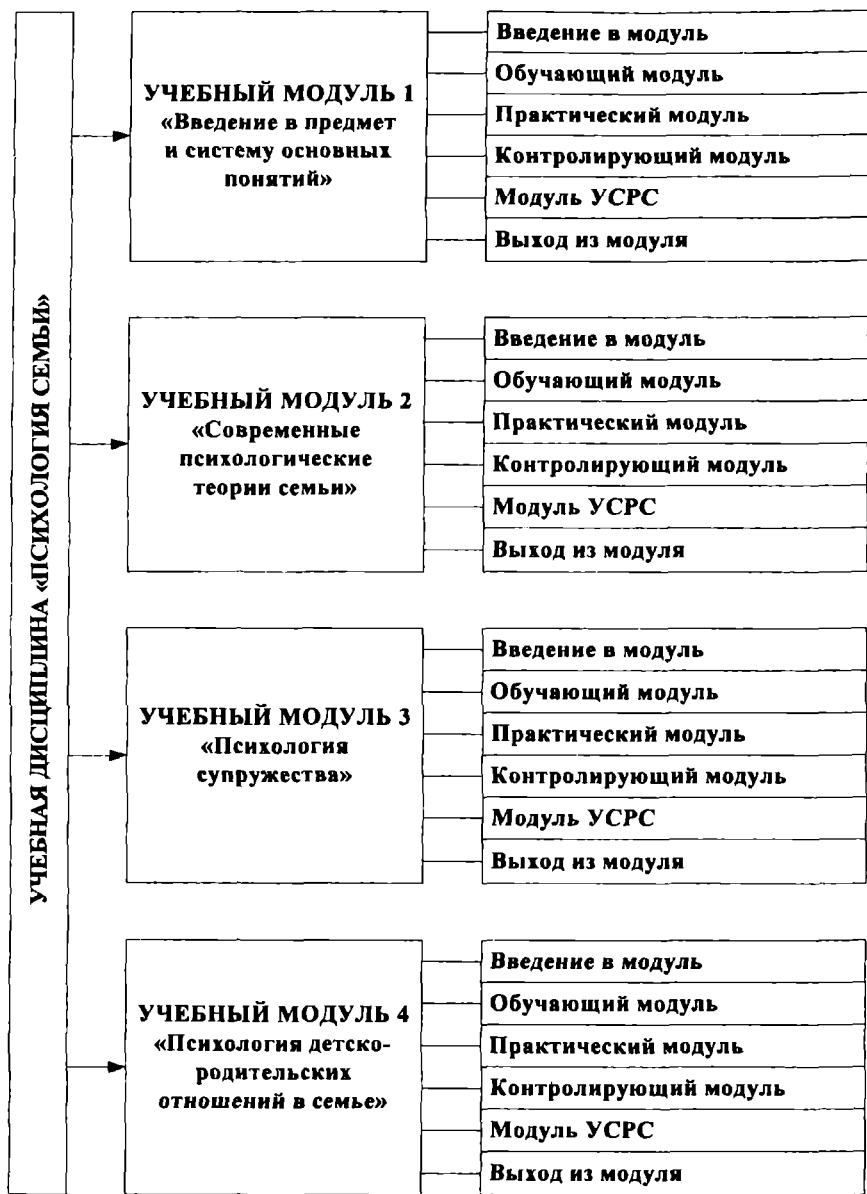 УЧЕБНАЯ ДИСЦИПЛИНА «ПСИХОЛОГИЯ СЕМЬИ»
УЧЕБНЫЙ МОДУЛЬ 1
«Введение в предмет
и систему основных
понятий»
Введение в модуль
Обучающий модуль
Практический модуль
Контролирующий модуль
Модуль УСРС
Выход из модуля
УЧЕБНЫЙ МОДУЛЬ 2
«Современные
психологические
теории семьи»
Введение в модуль
Обучающий модуль
Практический модуль
Контролирующий модуль
Модуль УСРС
Выход из модуля
УЧЕБНЫЙ МОДУЛЬ 3
«Психология
супружества»
Введение в модуль
Обучающий модуль
Практический модуль
Контролирующий модуль
Модуль УСРС
Выход из модуля
УЧЕБНЫЙ МОДУЛЬ 4
«Психология детско-
родительских
отношений в семье»
Введение в модуль
Обучающий модуль
Практический модуль
Контролирующий модуль
Модуль УСРС
Выход из модуля